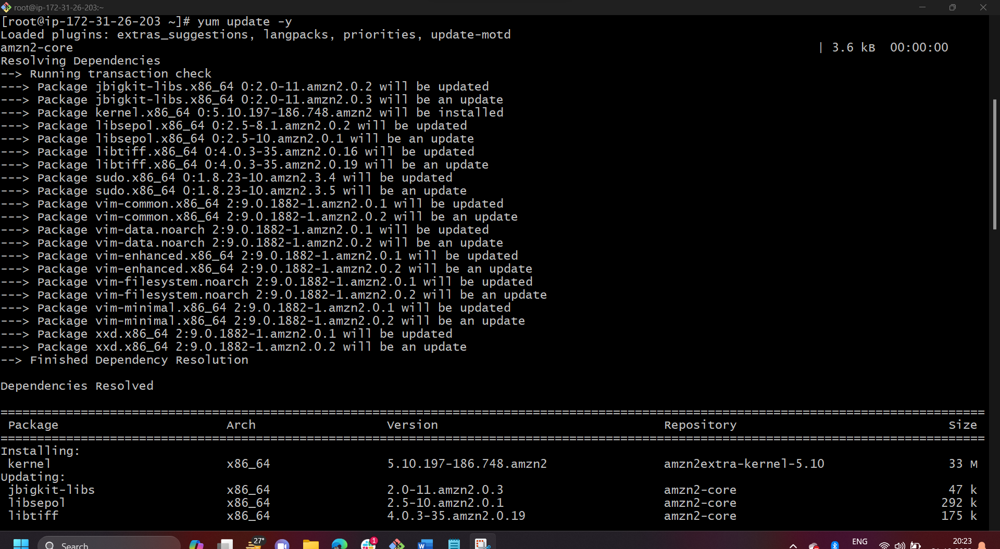 root@ip-172-31-26-203:~
[root@ip-172-31-26-203 ~]# yum update -y
Loaded plugins: extras_suggestions, langpacks, priorities, update-motd
amzn2-core | 3.6 kB 00:00:00
Resolving Dependencies
--> Running transaction check
---> Package jbigkit-libs.x86_64 0:2.0-11.amzn2.0.2 will be updated
---> Package jbigkit-libs.x86_64 0:2.0-11.amzn2.0.3 will be an update
---> Package kernel.x86_64 0:5.10.197-186.748.amzn2 will be installed
---> Package libsepol.x86_64 0:2.5-8.1.amzn2.0.2 will be updated
---> Package libsepol.x86_64 0:2.5-10.amzn2.0.1 will be an update
---> Package libtiff.x86_64 0:4.0.3-35.amzn2.0.16 will be updated
---> Package libtiff.x86_64 0:4.0.3-35.amzn2.0.19 will be an update
---> Package sudo.x86_64 0:1.8.23-10.amzn2.3.4 will be updated
---> Package sudo.x86_64 0:1.8.23-10.amzn2.3.5 will be an update
---> Package vim-common.x86_64 2:9.0.1882-1.amzn2.0.1 will be updated
---> Package vim-common.x86_64 2:9.0.1882-1.amzn2.0.2 will be an update
---> Package vim-data.noarch 2:9.0.1882-1.amzn2.0.1 will be updated
---> Package vim-data.noarch 2:9.0.1882-1.amzn2.0.2 will be an update
---> Package vim-enhanced.x86_64 2:9.0.1882-1.amzn2.0.1 will be updated
---> Package vim-enhanced.x86_64 2:9.0.1882-1.amzn2.0.2 will be an update
---> Package vim-filesystem.noarch 2:9.0.1882-1.amzn2.0.1 will be updated
---> Package vim-filesystem.noarch 2:9.0.1882-1.amzn2.0.2 will be an update
---> Package vim-minimal.x86_64 2:9.0.1882-1.amzn2.0.1 will be updated
---> Package vim-minimal.x86_64 2:9.0.1882-1.amzn2.0.2 will be an update
---> Package xxd.x86_64 2:9.0.1882-1.amzn2.0.1 will be updated
---> Package xxd.x86_64 2:9.0.1882-1.amzn2.0.2 will be an update
--> Finished Dependency Resolution
Dependencies Resolved
Package Arch Version Repository Size
Installing:
kernel x86_64 5.10.197-186.748.amzn2 amzn2extra-kernel-5.10 33 M
Updating:
jbigkit-libs x86_64 2.0-11.amzn2.0.3 amzn2-core 47 k
libsepol x86_64 2.5-10.amzn2.0.1 amzn2-core 292 k
libtiff x86_64 4.0.3-35.amzn2.0.19 amzn2-core 175 k
Search 27° 1 W ENG 20:23